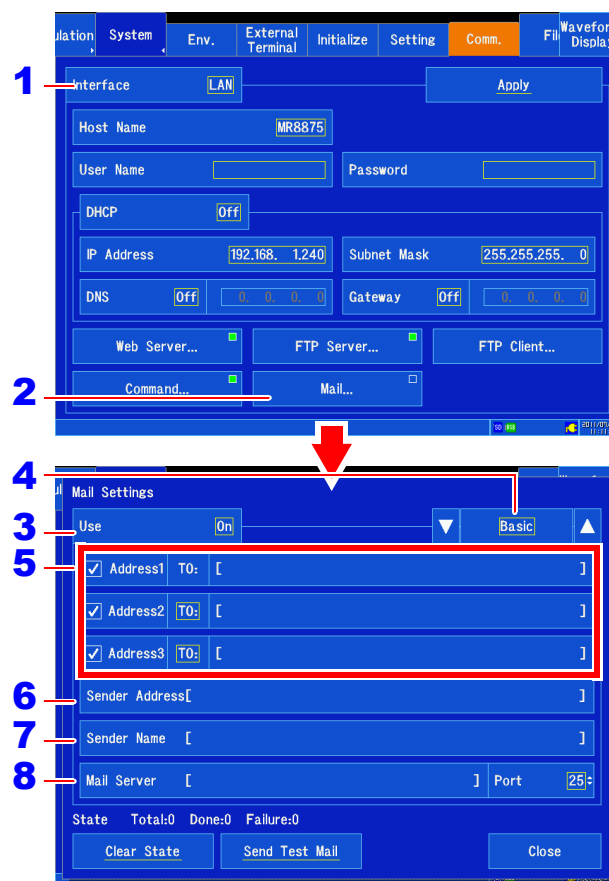 ulation System Env. External Terminal Initialize Setting Comm. Fil Wavefor Displa
1 Interface LAN Apply
Host Name MR8875
User Name Password
DHCP Off
IP Address 192.168. 1.240 Subnet Mask 255.255.255. 0
DNS Off 0. 0. 0. 0 Gateway Off 0. 0. 0. 0
Web Server... FTP Server... FTP Client...
2 Command... Mail...
SD USB
4
Mail Settings
3 Use On ▼ Basic ▲
5 Address1 TO: [ ]
Address2 TO: [ ]
Address3 TO: [ ]
6 Sender Address[ ]
7 Sender Name [ ]
8 Mail Server [ ] Port 25
State Total:0 Done:0 Failure:0
Clear State Send Test Mail Close